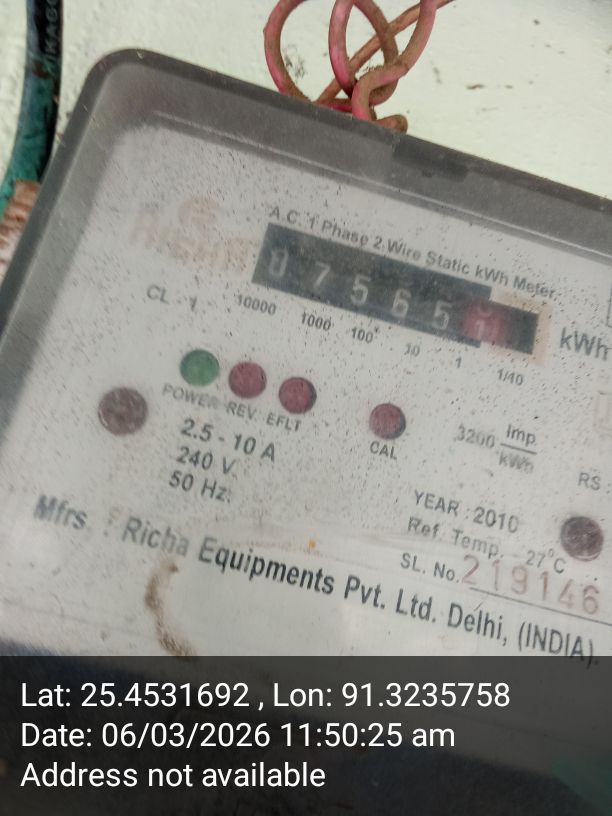 RICHA
A.C. 1 Phase 2 Wire Static kWh Meter.
0 7 5 6 5 1
kWh
CL - 1
10000 1000 100 10 1 1/10
POWER REV. EFLT
CAL
3200 Imp
kWh
2.5 - 10 A
240 V
50 Hz.
RS :
YEAR : 2010
Ref. Temp. 27°C
SL. No. 219146
Mfrs. : Richa Equipments Pvt. Ltd. Delhi, (INDIA).
Lat: 25.4531692 , Lon: 91.3235758
Date: 06/03/2026 11:50:25 am
Address not available